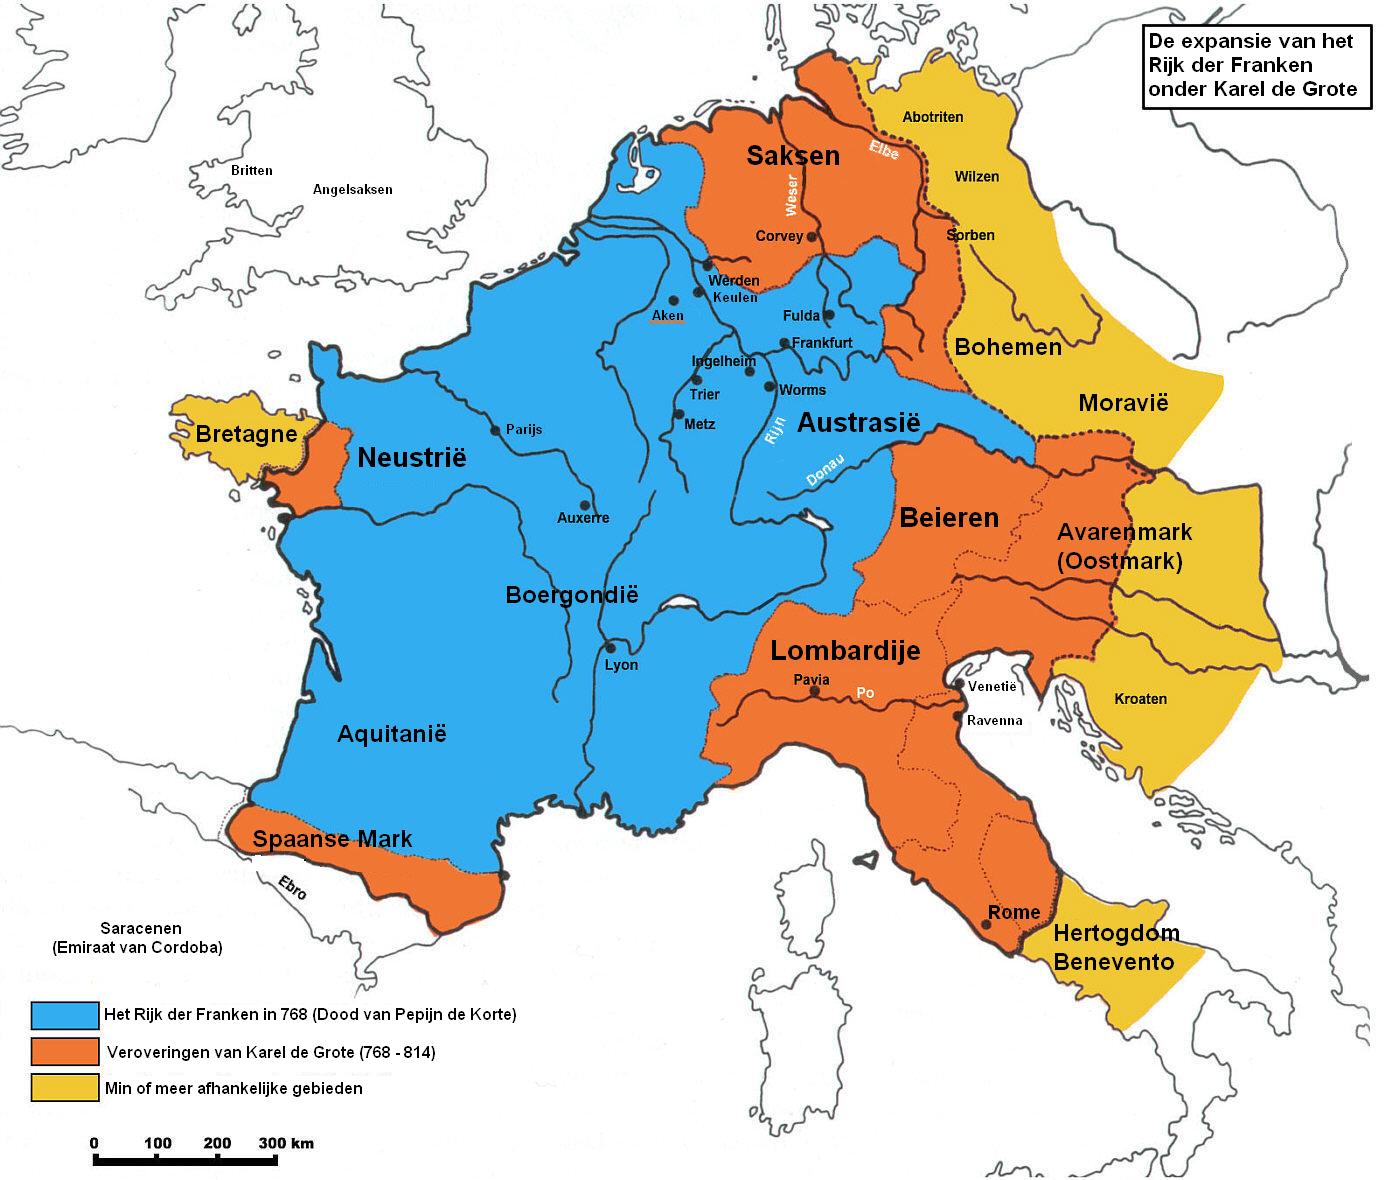 De expansie van het
Rijk der Franken
onder Karel de Grote
Abotriten
Elbe
Saksen
Britten
Wilzen
Angelsaksen
Weser
Corvey
Sorben
Werden
Keulen
Aken
Fulda
Frankfurt
Bohemen
Ingelheim
Trier
Worms
Moravië
Metz
Austrasië
Bretagne
Parijs
Rijn
Neustrië
Donau
Auxerre
Beieren
Avarenmark
(Oostmark)
Boergondië
Lombardije
Lyon
Pavia
Po
Venetië
Kroaten
Ravenna
Aquitanië
Spaanse Mark
Ebro
Rome
Saracenen
(Emiraat van Cordoba)
Hertogdom
Benevento
Het Rijk der Franken in 768 (Dood van Pepijn de Korte)
Veroveringen van Karel de Grote (768 - 814)
Min of meer afhankelijke gebieden
0 100 200 300 km